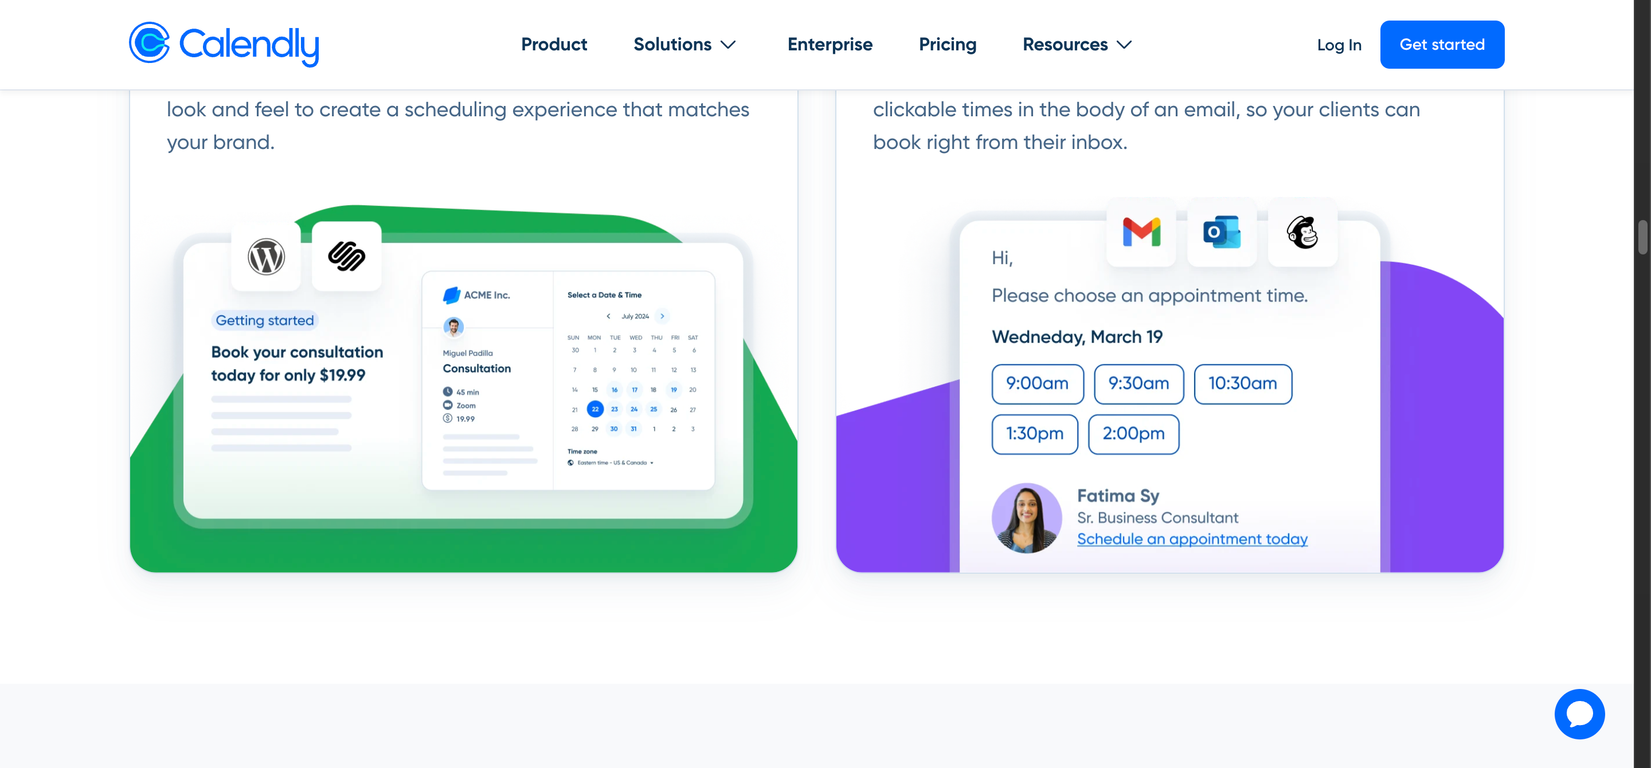 Calendly
Product
Solutions
Enterprise
Pricing
Resources
Log In
Get started
look and feel to create a scheduling experience that matches
your brand.
Getting started
Book your consultation
today for only $19.99
ACME Inc.
Miguel Padilla
Consultation
45 min
Zoom
19.99
Select a Date & Time
July 2024
SUN MON TUE WED THU FRI SAT
30 1 2 3 4 5 6
7 8 9 10 11 12 13
14 15 16 17 18 19 20
21 22 23 24 25 26 27
28 29 30 31 1 2 3
Time zone
Eastern time - US & Canada
clickable times in the body of an email, so your clients can
book right from their inbox.
Hi,
Please choose an appointment time.
Wednesday, March 19
9:00am 9:30am 10:30am
1:30pm 2:00pm
Fatima Sy
Sr. Business Consultant
Schedule an appointment today